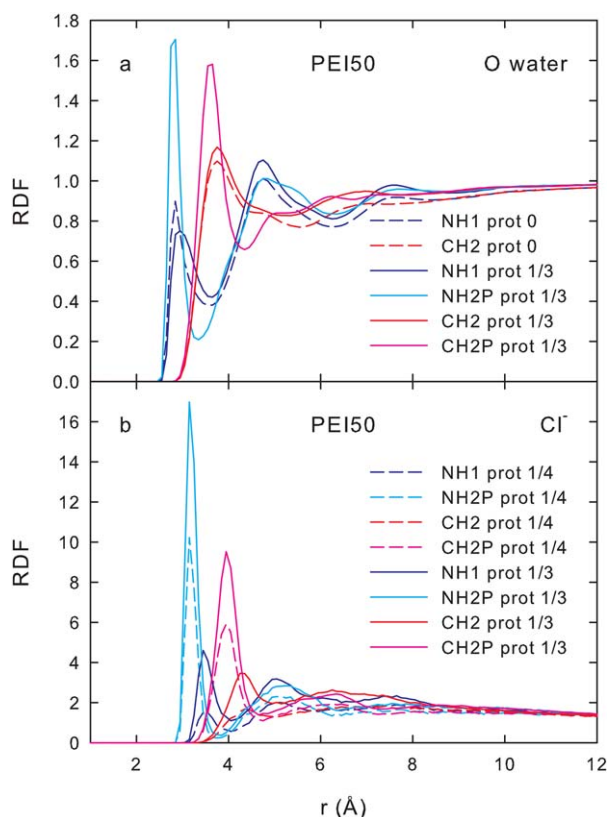 1.8
a PEI50 O water
1.6
1.4
1.2
1.0
RDF
0.8
NH1 prot 0
CH2 prot 0
0.6
NH1 prot 1/3
NH2P prot 1/3
0.4
CH2 prot 1/3
0.2
CH2P prot 1/3
0.0
b PEI50 Cl⁻
16
14
NH1 prot 1/4
NH2P prot 1/4
12
CH2 prot 1/4
10
CH2P prot 1/4
RDF
NH1 prot 1/3
8
NH2P prot 1/3
CH2 prot 1/3
6
CH2P prot 1/3
4
2
0
2 4 6 8 10 12
r (Å)